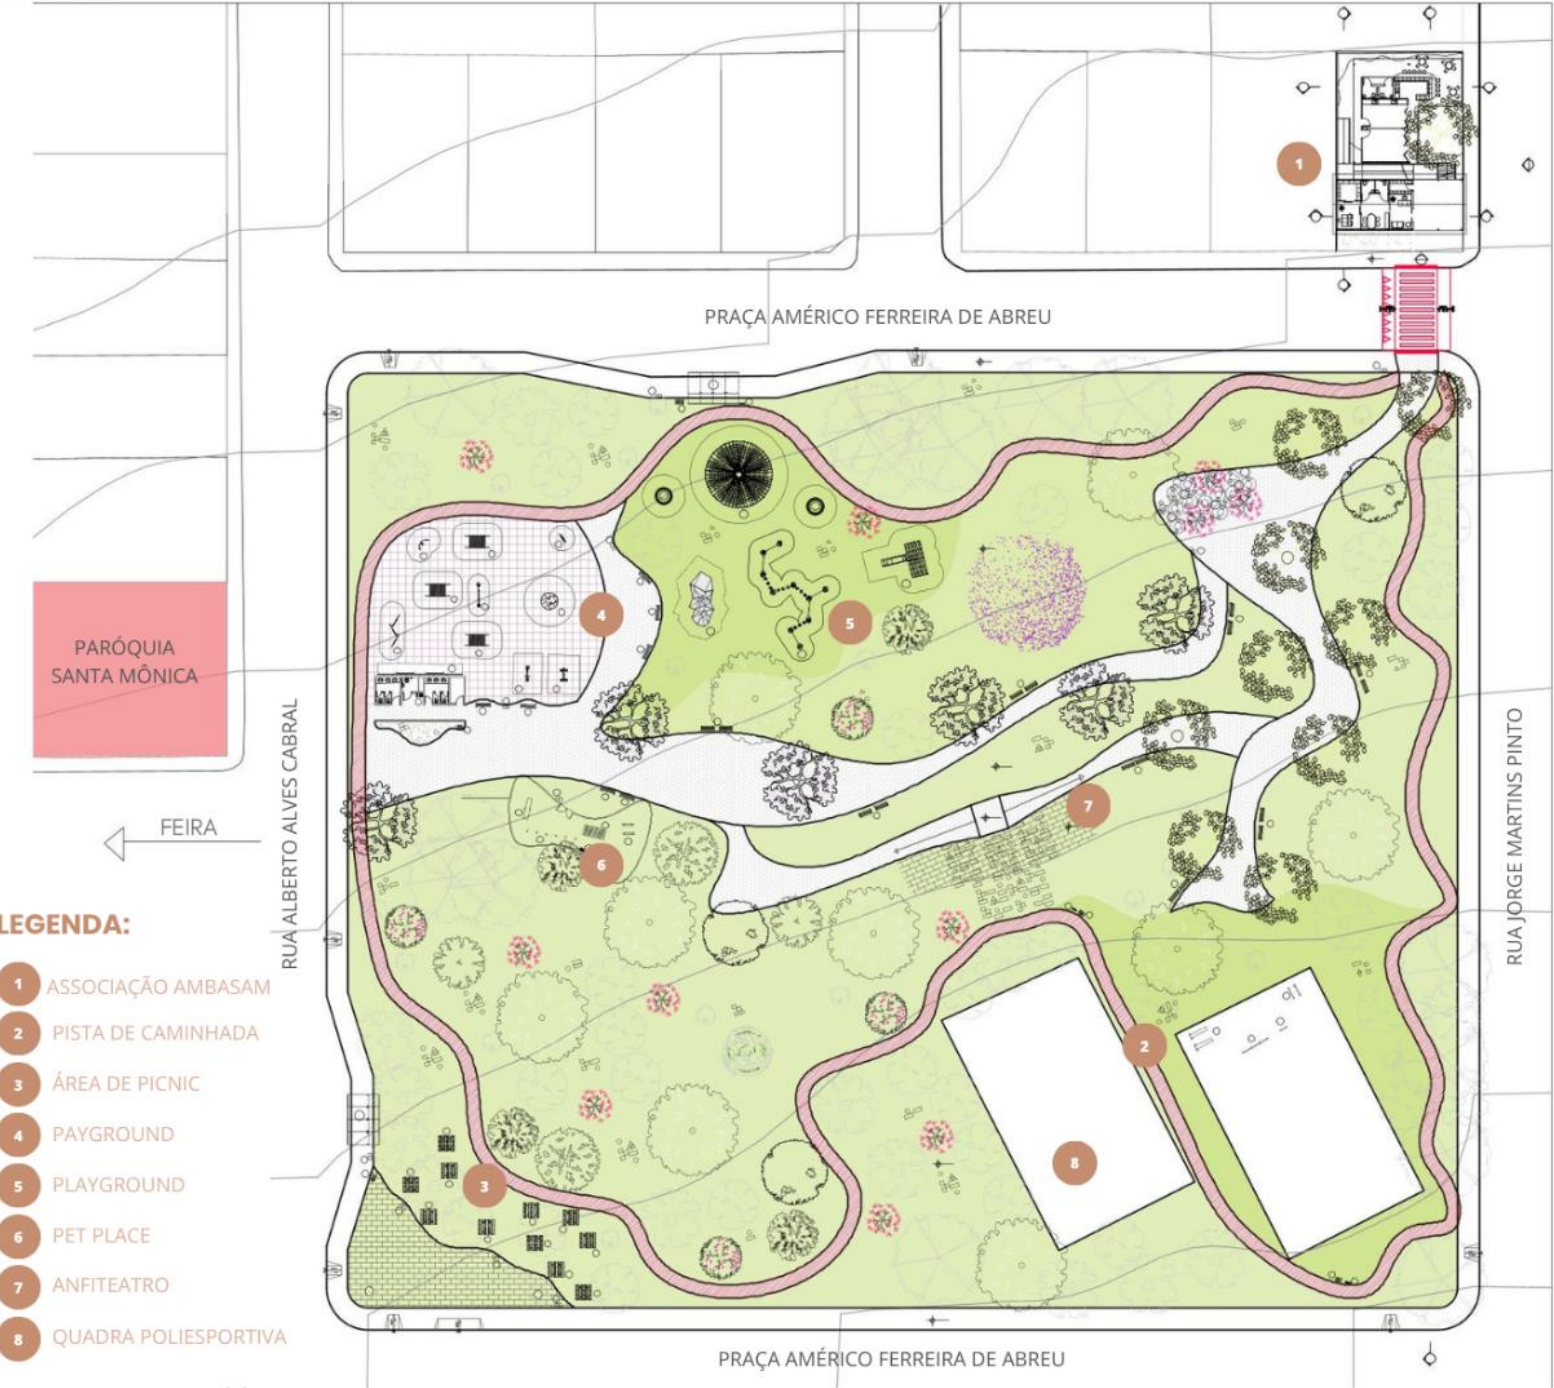 1
PRAÇA AMÉRICO FERREIRA DE ABREU
4
5
PARÓQUIA
SANTA MÔNICA
RUA ALBERTO ALVES CABRAL
RUA JORGE MARTINS PINTO
7
FEIRA
6
LEGENDA:
1 ASSOCIAÇÃO AMBASAM
2 PISTA DE CAMINHADA
3 ÁREA DE PICNIC
4 PAYGROUND
5 PLAYGROUND
6 PET PLACE
7 ANFITEATRO
8 QUADRA POLIESPORTIVA
2
8
3
PRAÇA AMÉRICO FERREIRA DE ABREU